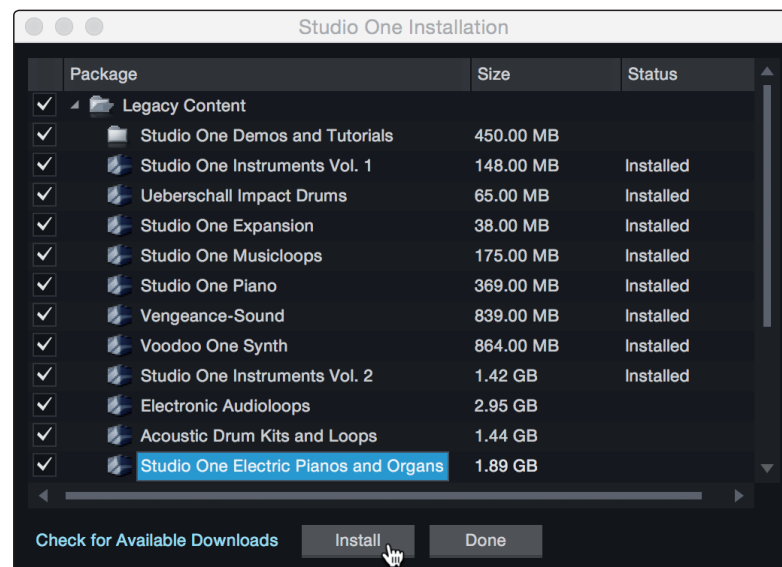 Studio One Installation
Package Size Status
Legacy Content
Studio One Demos and Tutorials 450.00 MB
Studio One Instruments Vol. 1 148.00 MB Installed
Ueberschall Impact Drums 65.00 MB Installed
Studio One Expansion 38.00 MB Installed
Studio One Musicloops 175.00 MB Installed
Studio One Piano 369.00 MB Installed
Vengeance-Sound 839.00 MB Installed
Voodoo One Synth 864.00 MB Installed
Studio One Instruments Vol. 2 1.42 GB Installed
Electronic Audioloops 2.95 GB
Acoustic Drum Kits and Loops 1.44 GB
Studio One Electric Pianos and Organs 1.89 GB
Check for Available Downloads Install Done